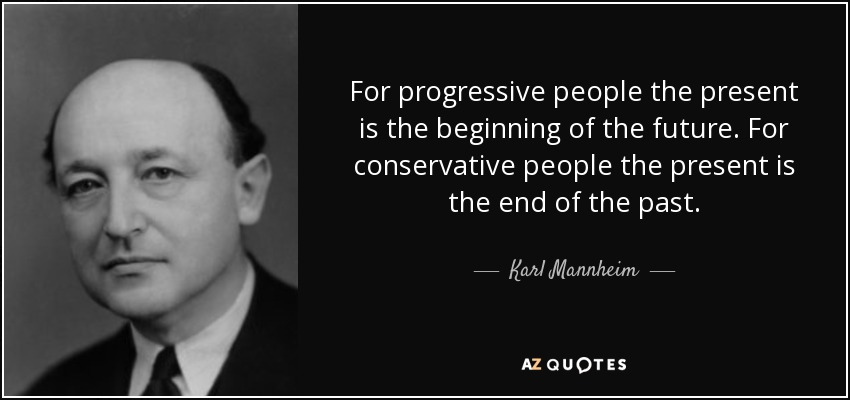 For progressive people the present
is the beginning of the future. For
conservative people the present is
the end of the past.
Karl Mannheim
AZ QUOTES